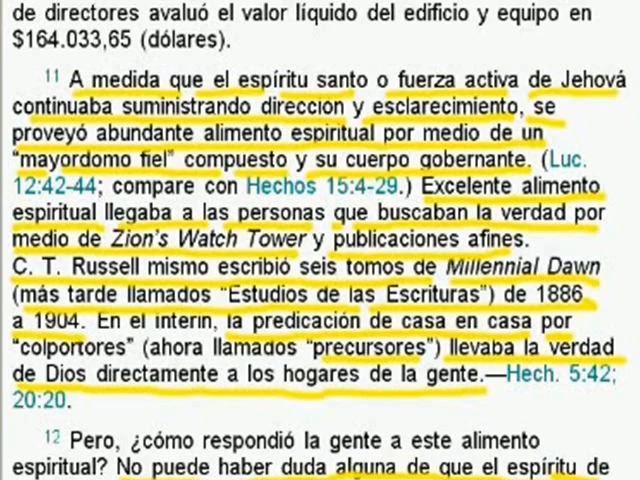 de directores avaluó el valor líquido del edificio y equipo en
$164.033,65 (dólares).
11 A medida que el espíritu santo o fuerza activa de Jehová
continuaba suministrando dirección y esclarecimiento, se
proveyó abundante alimento espiritual por medio de un
“mayordomo fiel” compuesto y su cuerpo gobernante. (Luc.
12:42-44; compare con Hechos 15:4-29.) Excelente alimento
espiritual llegaba a las personas que buscaban la verdad por
medio de Zion's Watch Tower y publicaciones afines.
C. T. Russell mismo escribió seis tomos de Millennial Dawn
(más tarde llamados “Estudios de las Escrituras”) de 1886
a 1904. En el ínterin, la predicación de casa en casa por
“colportores” (ahora llamados “precursores”) llevaba la verdad
de Dios directamente a los hogares de la gente.—Hech. 5:42;
20:20.
12 Pero, ¿cómo respondió la gente a este alimento
espiritual? No puede haber duda alguna de que el espíritu de